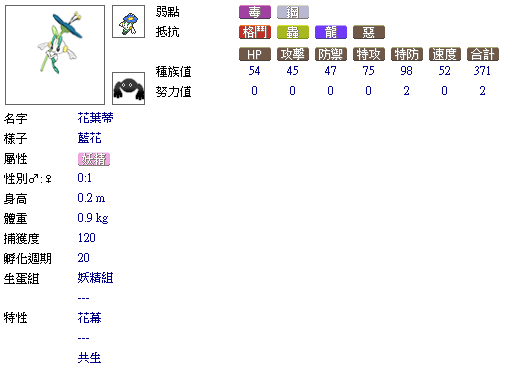 弱點 毒 鋼
抵抗 格鬥 蟲 龍 惡
HP 攻擊 防禦 特攻 特防 速度 合計
種族值 54 45 47 75 98 52 371
努力值 0 0 0 0 2 0 2
名字 花葉蒂
樣子 藍花
屬性 妖精
性別♂:♀ 0:1
身高 0.2 m
體重 0.9 kg
捕獲度 120
孵化週期 20
生蛋組 妖精組
---
特性 花幕
---
共生